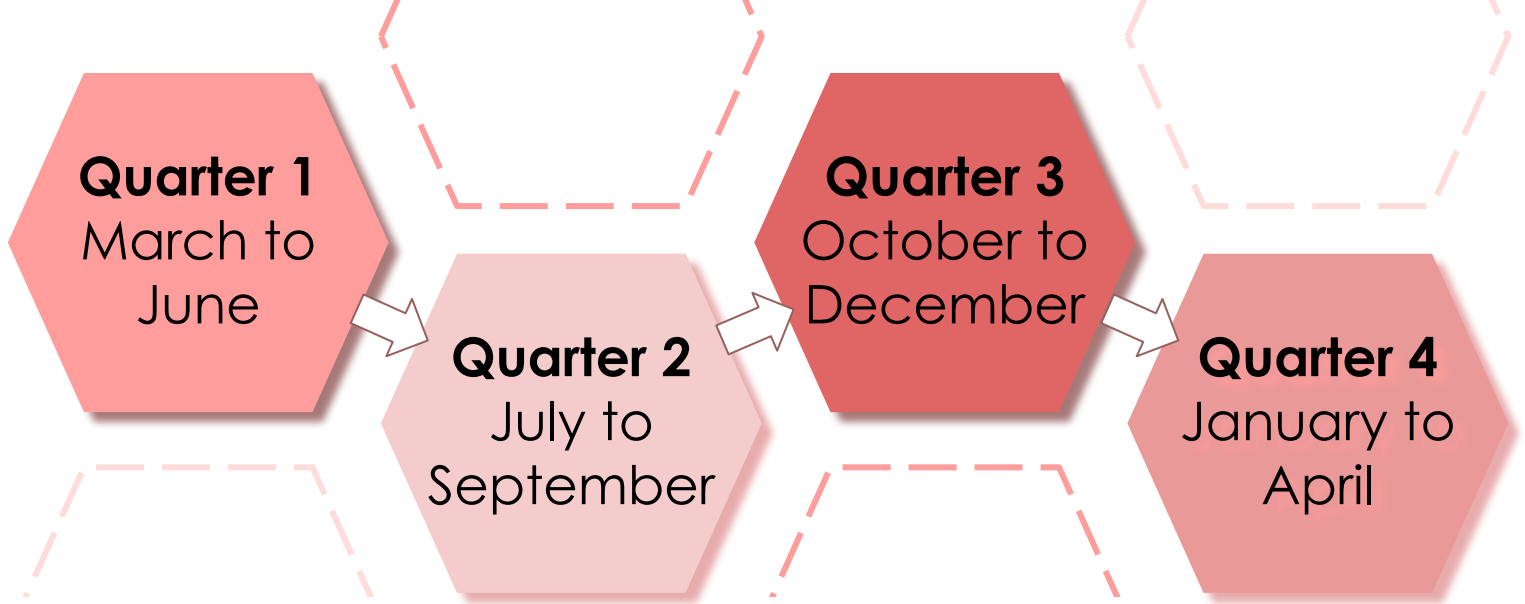 Quarter 1
March to
June
Quarter 2
July to
September
Quarter 3
October to
December
Quarter 4
January to
April